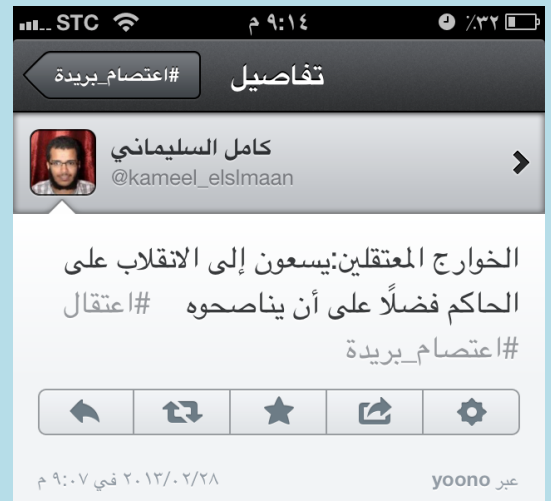 STC ٩:١٤ م ٪٣٢
تفاصيل #اعتصام_بريدة
كامل السليماني
@kameel_elslmaan
الخوارج المعتقلين:يسعون إلى الانقلاب على
الحاكم فضلًا على أن يناصحوه #اعتقال
#اعتصام_بريدة
عبر yoono ٢٠١٣/٠٢/٢٨ في ٩:٠٧ م